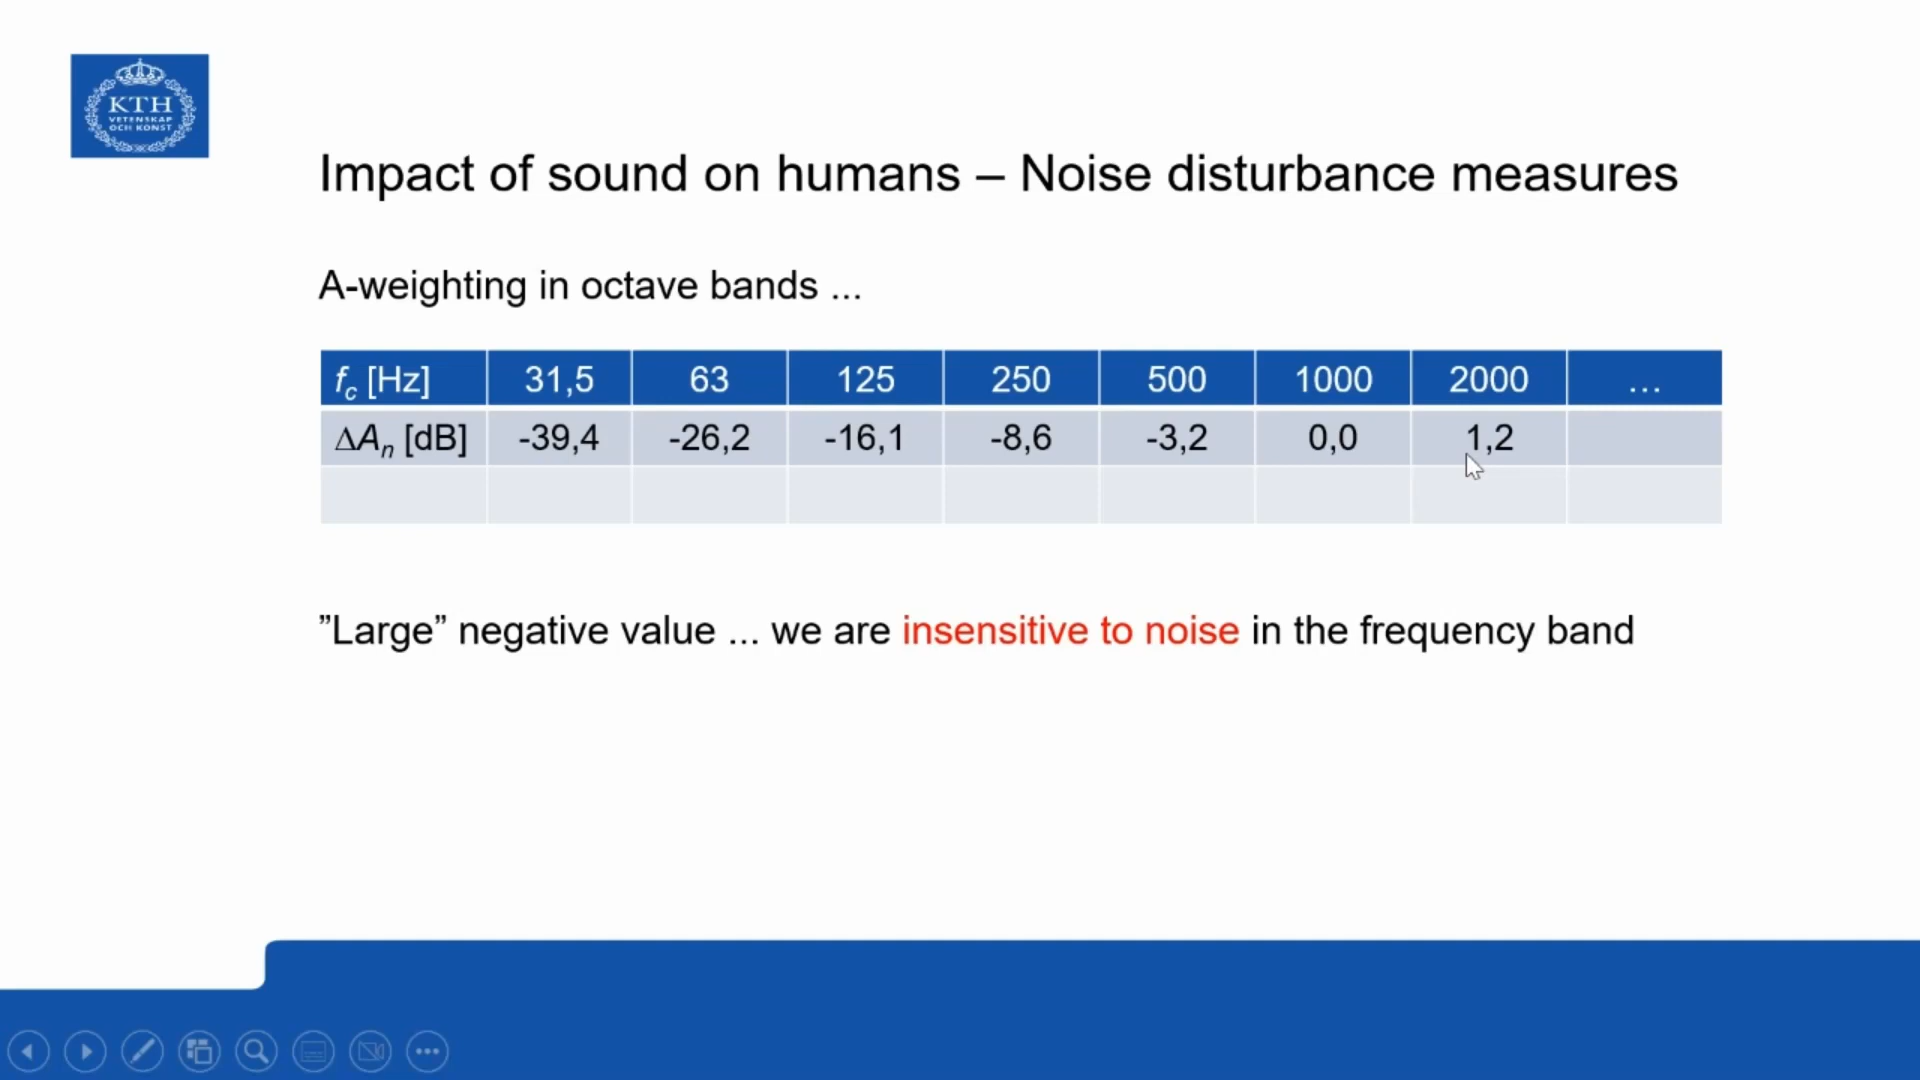 KTH
VETENSKAP
OCH KONST
Impact of sound on humans – Noise disturbance measures
A-weighting in octave bands ...
fc [Hz] 31,5 63 125 250 500 1000 2000 …
ΔAn [dB] -39,4 -26,2 -16,1 -8,6 -3,2 0,0 1,2
”Large” negative value ... we are insensitive to noise in the frequency band